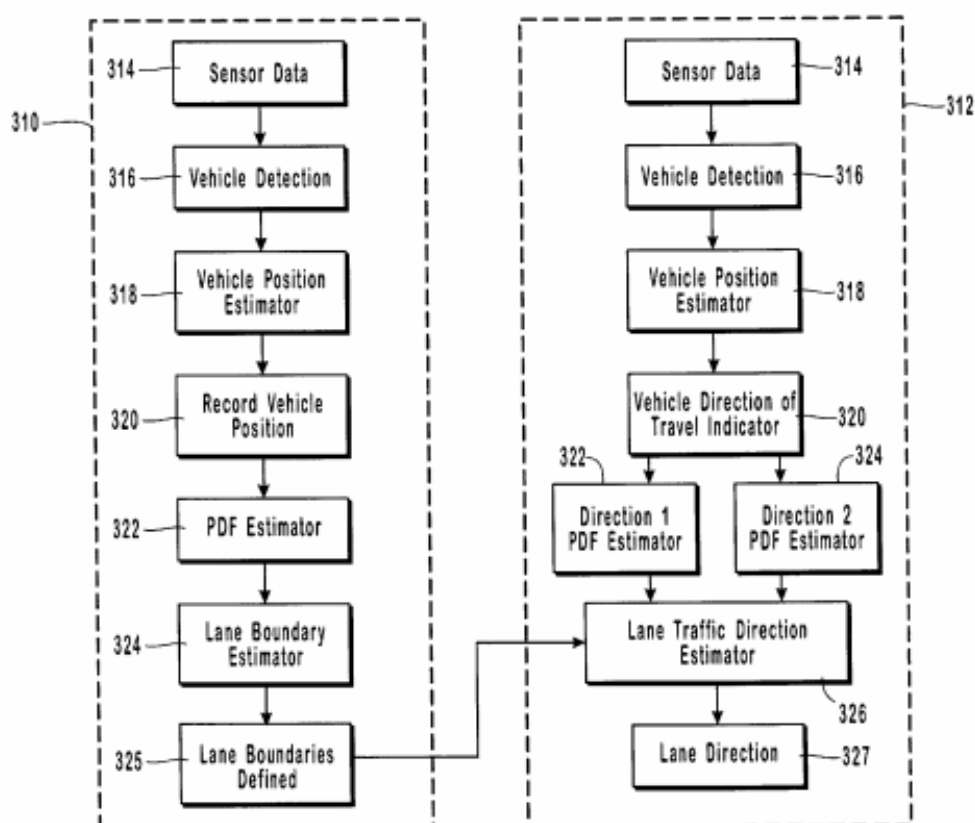 310
314
Sensor Data
316
Vehicle Detection
318
Vehicle Position
Estimator
320
Record Vehicle
Position
322
PDF Estimator
324
Lane Boundary
Estimator
325
Lane Boundaries
Defined
312
Sensor Data
314
Vehicle Detection
316
Vehicle Position
Estimator
318
Vehicle Direction of
Travel Indicator
320
322
Direction 1
PDF Estimator
324
Direction 2
PDF Estimator
Lane Traffic Direction
Estimator
326
Lane Direction
327